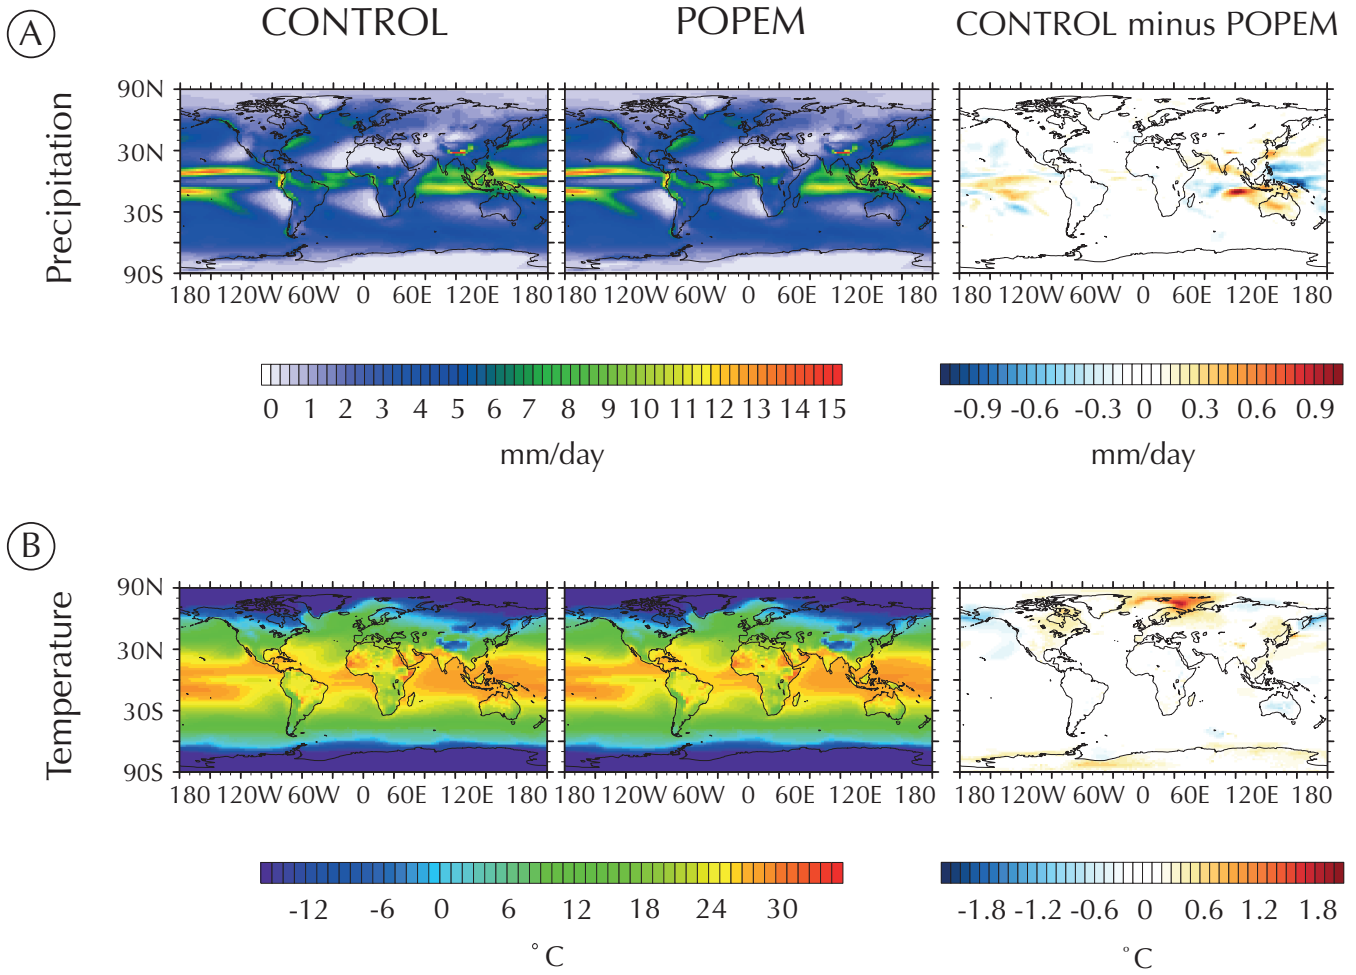 A
CONTROL
POPEM
CONTROL minus POPEM
Precipitation
90N
30N
30S
90S
180 120W 60W 0 60E 120E 180 120W 60W 0 60E 120E 180
180 120W 60W 0 60E 120E 180
0 1 2 3 4 5 6 7 8 9 10 11 12 13 14 15
mm/day
-0.9 -0.6 -0.3 0 0.3 0.6 0.9
mm/day
B
Temperature
90N
30N
30S
90S
180 120W 60W 0 60E 120E 180 120W 60W 0 60E 120E 180
180 120W 60W 0 60E 120E 180
-12 -6 0 6 12 18 24 30
°C
-1.8 -1.2 -0.6 0 0.6 1.2 1.8
°C